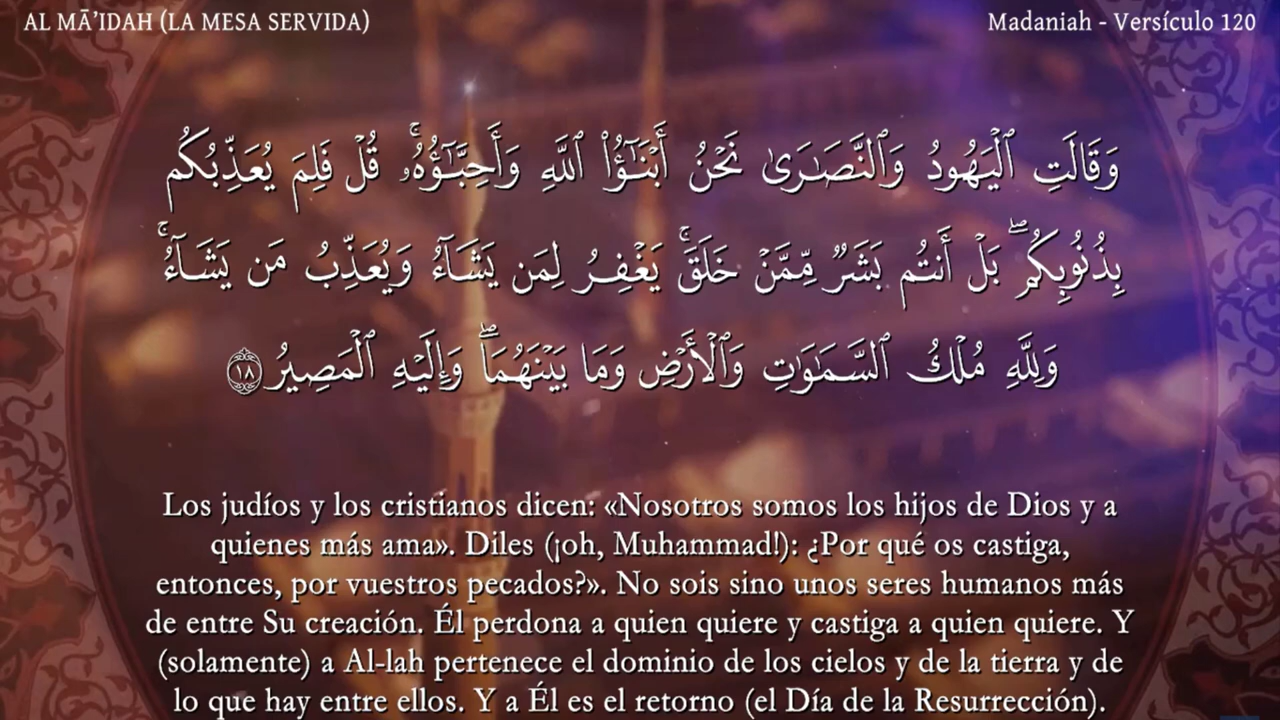 AL MĀ’IDAH (LA MESA SERVIDA)
Madaniah - Versículo 120
وَقَالَتِ ٱلْيَهُودُ وَٱلنَّصَٰرَىٰ نَحْنُ أَبْنَٰٓؤُا۟ ٱللَّهِ وَأَحِبَّٰٓؤُهُۥ ۚ قُلْ فَلِمَ يُعَذِّبُكُم
بِذُنُوبِكُم ۖ بَلْ أَنتُم بَشَرٌ مِّمَّنْ خَلَقَ ۚ يَغْفِرُ لِمَن يَشَآءُ وَيُعَذِّبُ مَن يَشَآءُ ۚ
وَلِلَّهِ مُلْكُ ٱلسَّمَٰوَٰتِ وَٱلْأَرْضِ وَمَا بَيْنَهُمَا ۖ وَإِلَيْهِ ٱلْمَصِيرُ ١٨
Los judíos y los cristianos dicen: «Nosotros somos los hijos de Dios y a
quienes más ama». Diles (¡oh, Muhammad!): ¿Por qué os castiga,
entonces, por vuestros pecados?». No sois sino unos seres humanos más
de entre Su creación. Él perdona a quien quiere y castiga a quien quiere. Y
(solamente) a Al-lah pertenece el dominio de los cielos y de la tierra y de
lo que hay entre ellos. Y a Él es el retorno (el Día de la Resurrección).